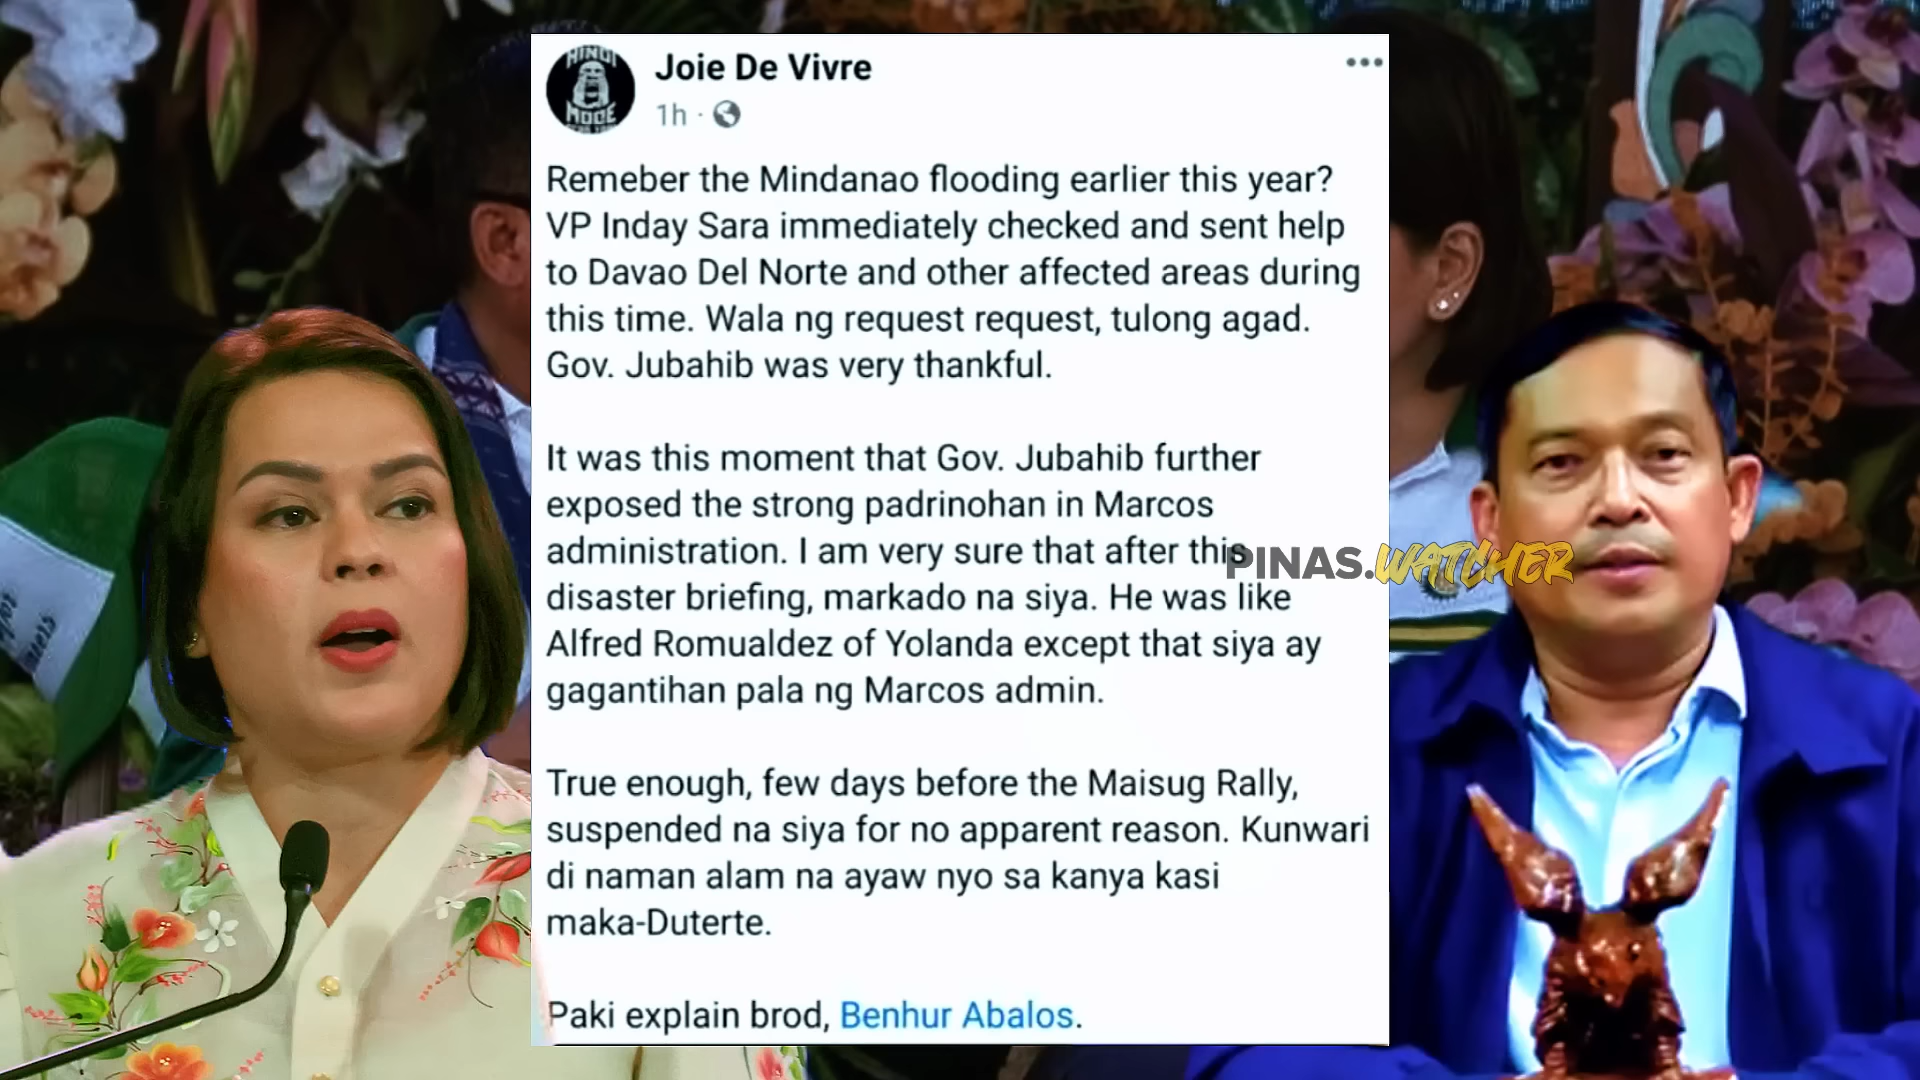 HINDI
MODE
Joie De Vivre
1h ·
Remeber the Mindanao flooding earlier this year?
VP Inday Sara immediately checked and sent help
to Davao Del Norte and other affected areas during
this time. Wala ng request request, tulong agad.
Gov. Jubahib was very thankful.
It was this moment that Gov. Jubahib further
exposed the strong padrinohan in Marcos
administration. I am very sure that after this
disaster briefing, markado na siya. He was like
Alfred Romualdez of Yolanda except that siya ay
gagantihan pala ng Marcos admin.
True enough, few days before the Maisug Rally,
suspended na siya for no apparent reason. Kunwari
di naman alam na ayaw nyo sa kanya kasi
maka-Duterte.
Paki explain brod, Benhur Abalos.
PINAS.WATCHER